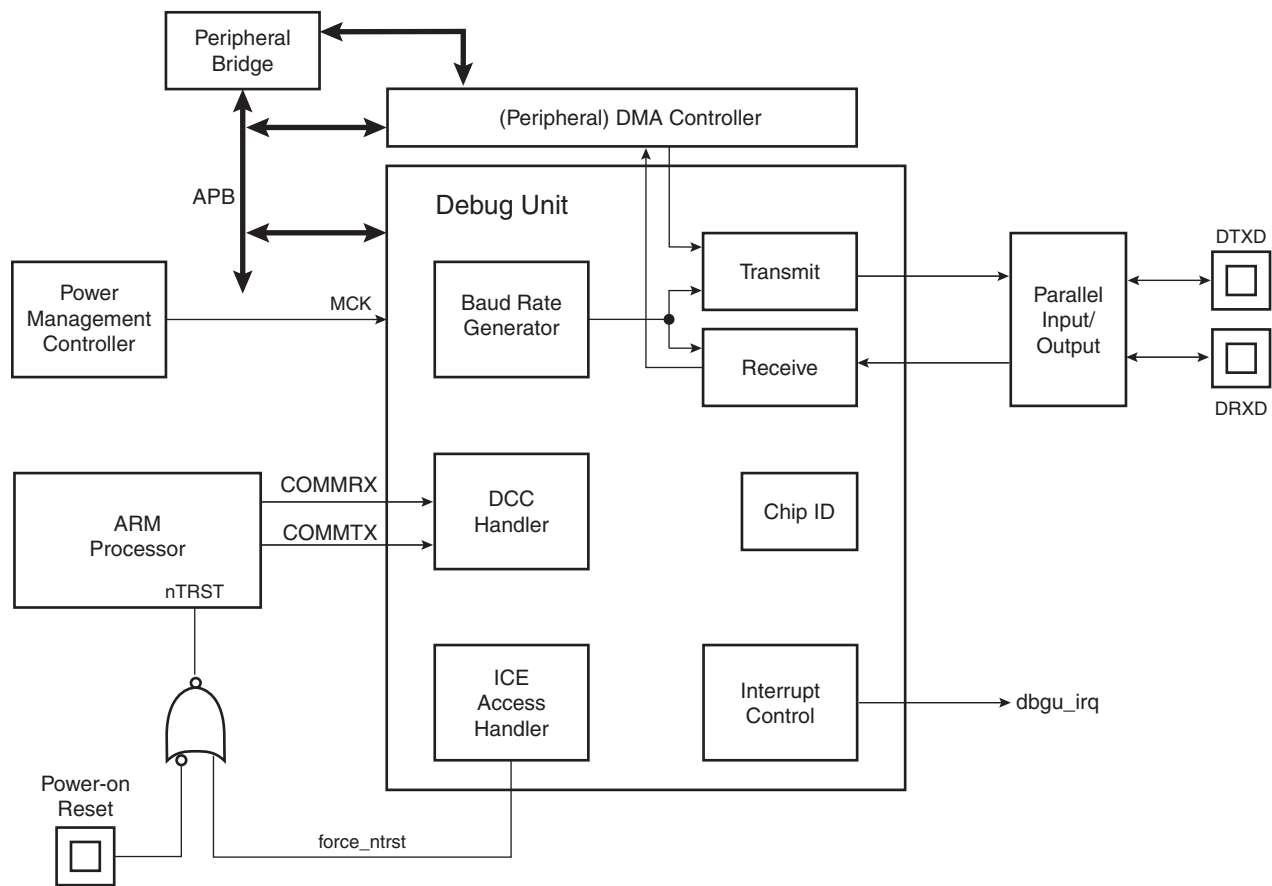 Peripheral
Bridge
(Peripheral) DMA Controller
APB
Debug Unit
Power
Management
Controller
MCK
Baud Rate
Generator
Transmit
Receive
Parallel
Input/
Output
DTXD
DRXD
ARM
Processor
nTRST
COMMRX
COMMTX
DCC
Handler
Chip ID
ICE
Access
Handler
Interrupt
Control
dbgu_irq
Power-on
Reset
force_ntrst